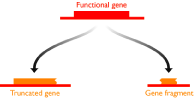 Functional gene
Truncated gene
Gene fragment